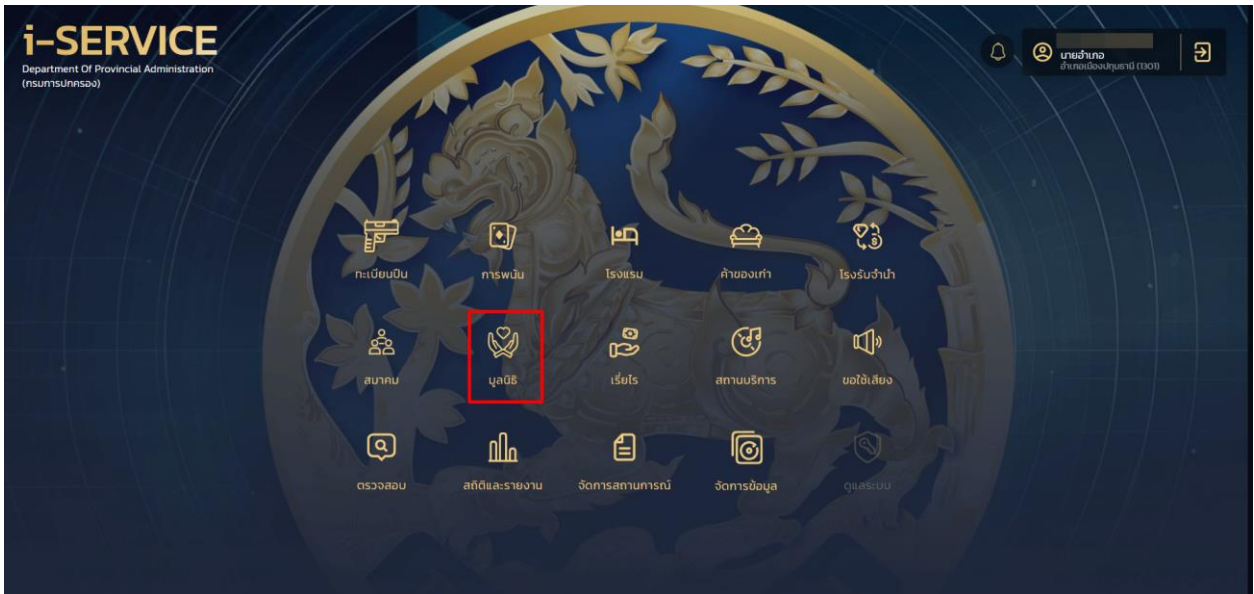 i-SERVICE
Department Of Provincial Administration
(กรมการปกครอง)
นายอำเภอ
อำเภอเมืองปทุมธานี (1301)
ทะเบียนปืน
การพนัน
โรงแรม
ค้าของเก่า
โรงรับจำนำ
สมาคม
มูลนิธิ
เรี่ยไร
สถานบริการ
ขอใช้เสียง
ตรวจสอบ
สถิติและรายงาน
จัดการสถานการณ์
จัดการข้อมูล
ดูแลระบบ